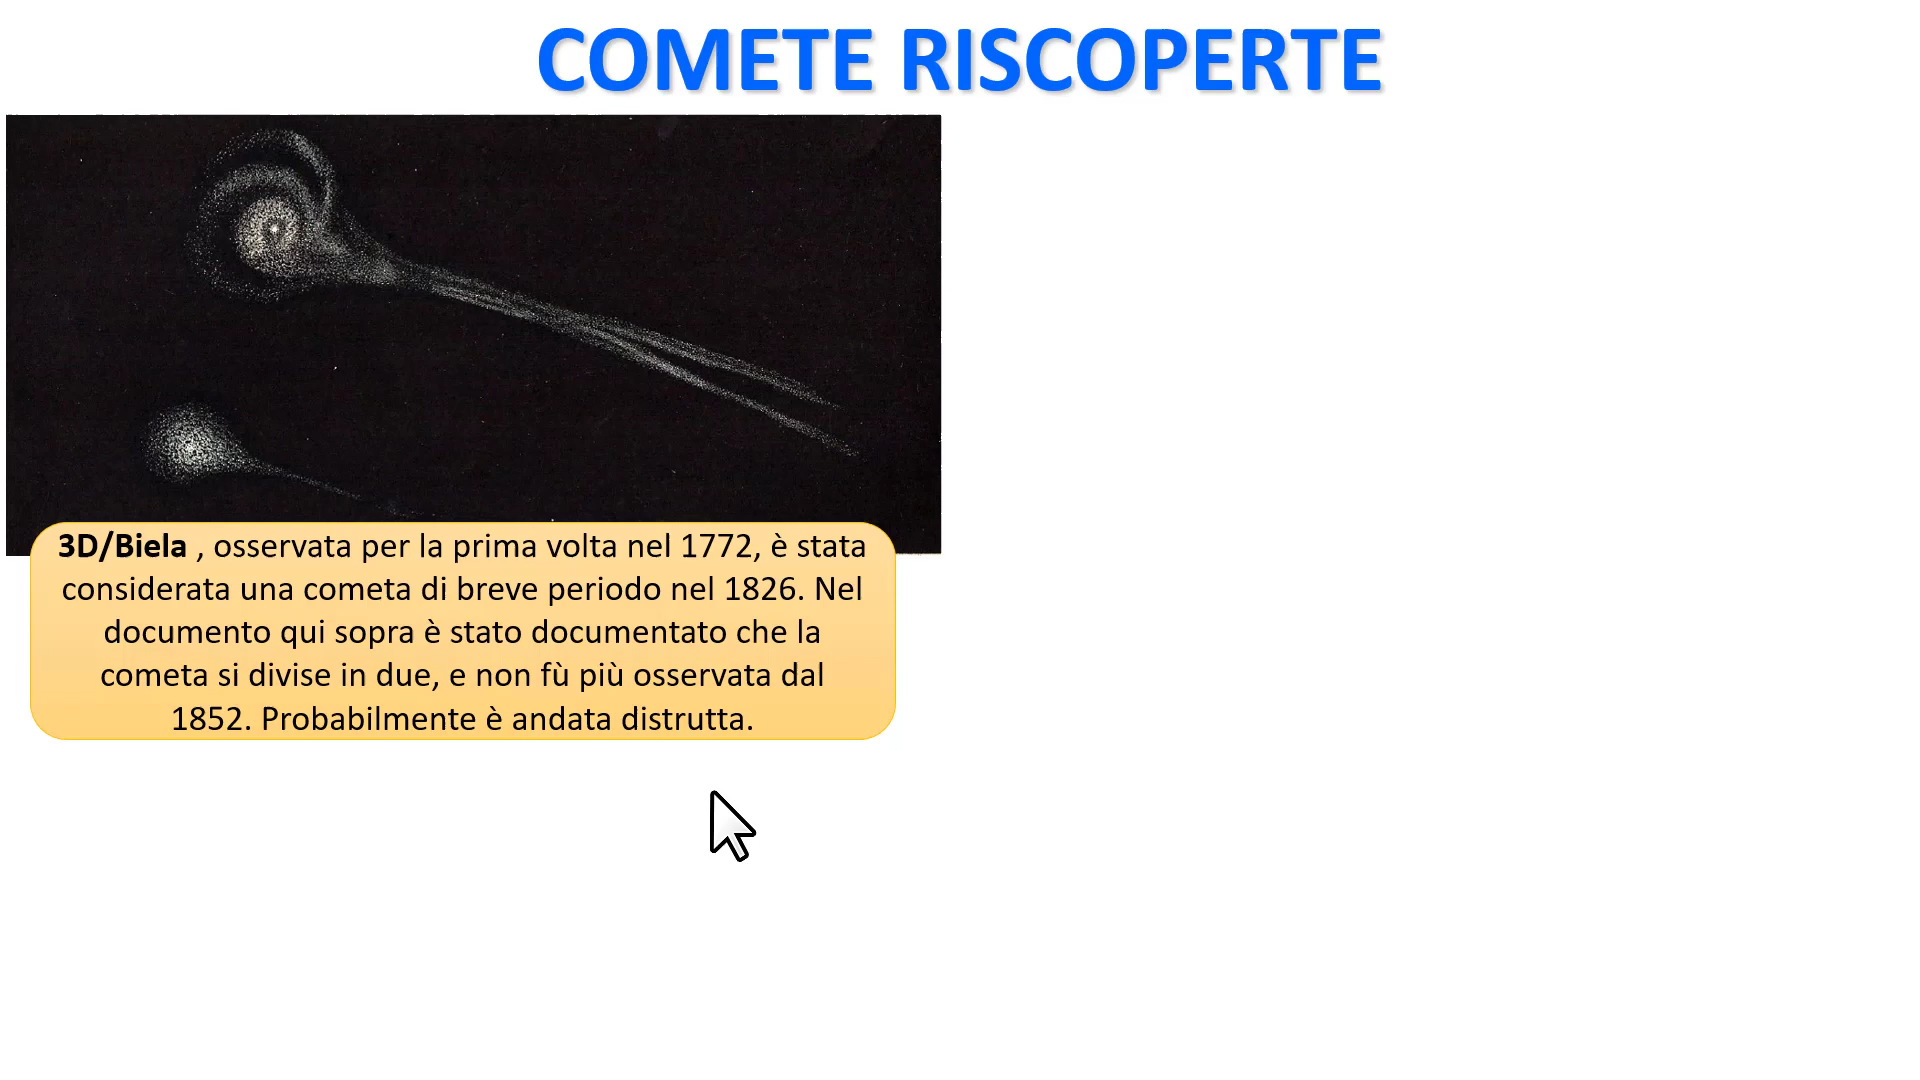 COMETE RISCOPERTE
3D/Biela , osservata per la prima volta nel 1772, è stata
considerata una cometa di breve periodo nel 1826. Nel
documento qui sopra è stato documentato che la
cometa si divise in due, e non fù più osservata dal
1852. Probabilmente è andata distrutta.